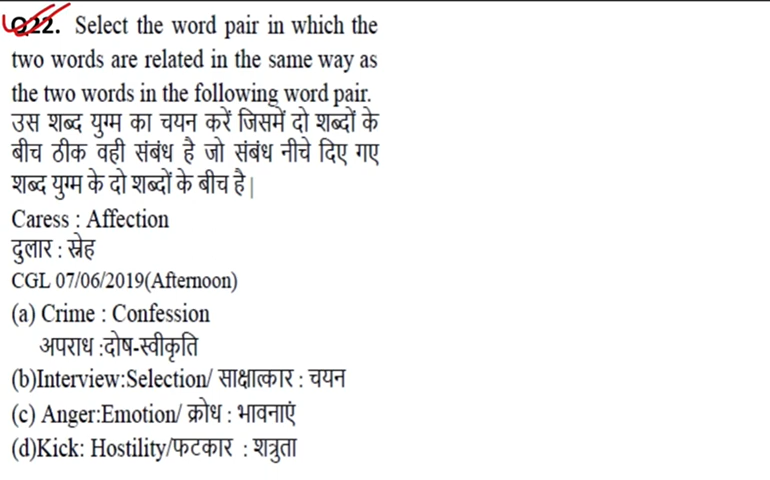 Q22. Select the word pair in which the
two words are related in the same way as
the two words in the following word pair.
उस शब्द युग्म का चयन करें जिसमें दो शब्दों के
बीच ठीक वही संबंध है जो संबंध नीचे दिए गए
शब्द युग्म के दो शब्दों के बीच है|
Caress : Affection
दुलार : स्नेह
CGL 07/06/2019(Afternoon)
(a) Crime : Confession
अपराध :दोष-स्वीकृति
(b)Interview:Selection/ साक्षात्कार : चयन
(c) Anger:Emotion/ क्रोध : भावनाएं
(d)Kick: Hostility/फटकार : शत्रुता